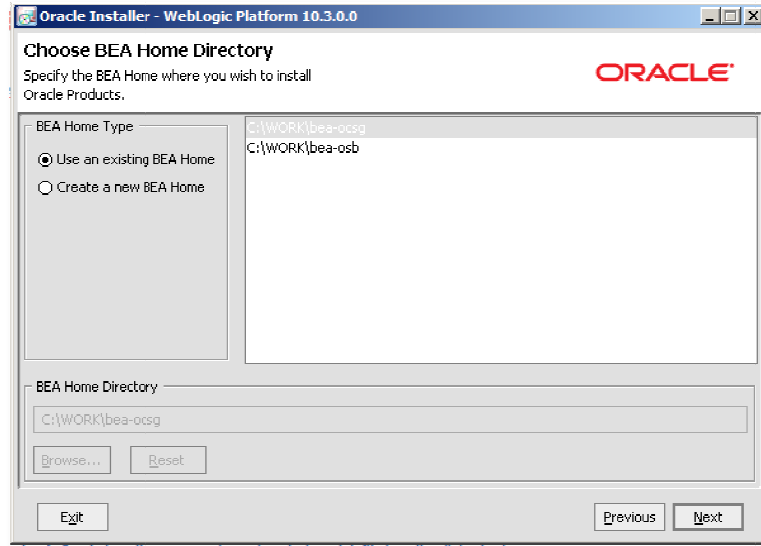 Oracle Installer - WebLogic Platform 10.3.0.0
Choose BEA Home Directory
Specify the BEA Home where you wish to install
Oracle Products.
ORACLE
BEA Home Type
Use an existing BEA Home
Create a new BEA Home
C:\WORK\bea-ocsg
C:\WORK\bea-osb
BEA Home Directory
C:\WORK\bea-ocsg
Browse...
Reset
Exit
Previous
Next